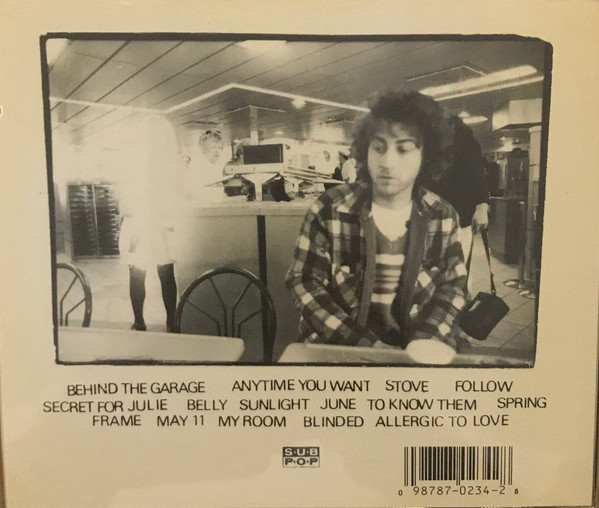 BEHIND THE GARAGE ANYTIME YOU WANT STOVE FOLLOW
SECRET FOR JULIE BELLY SUNLIGHT JUNE TO KNOW THEM SPRING
FRAME MAY 11 MY ROOM BLINDED ALLERGIC TO LOVE
SUB
POP
0 98787-0234-2 8